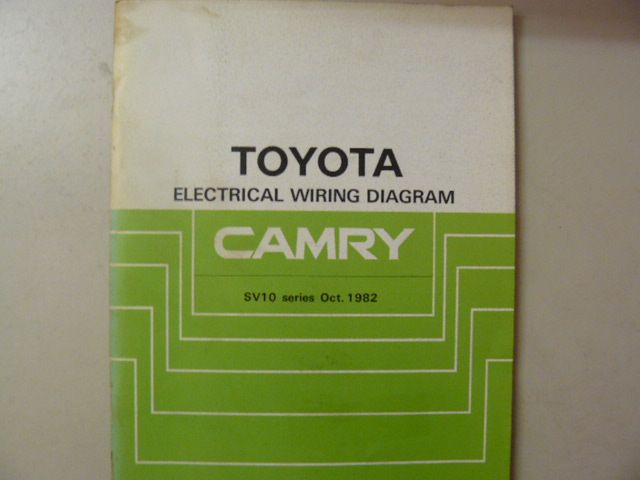 TOYOTA
ELECTRICAL WIRING DIAGRAM
CAMRY
SV10 series Oct. 1982